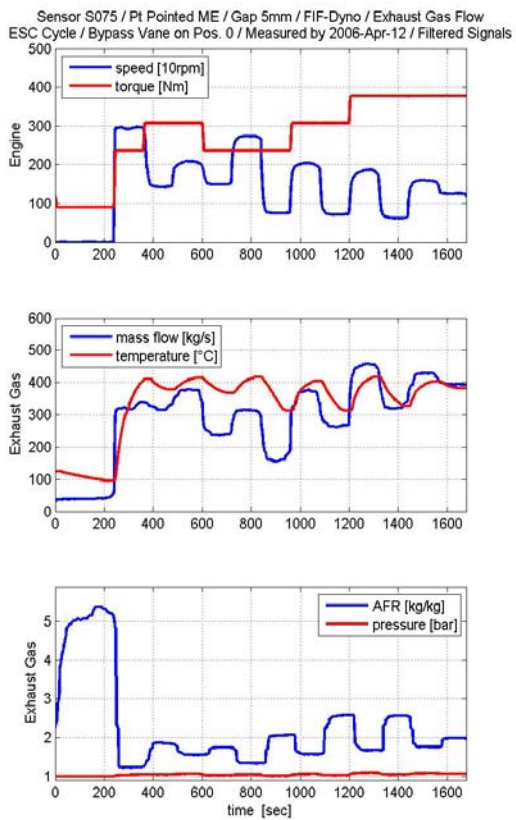 Sensor S075 / Pt Pointed ME / Gap 5mm / FIF-Dyno / Exhaust Gas Flow
ESC Cycle / Bypass Vane on Pos. 0 / Measured by 2006-Apr-12 / Filtered Signals
500
400
300
200
100
0
Engine
speed [10rpm]
torque [Nm]
0 200 400 600 800 1000 1200 1400 1600
600
500
400
300
200
100
0
Exhaust Gas
mass flow [kg/s]
temperature [°C]
0 200 400 600 800 1000 1200 1400 1600
5
4
3
2
1
Exhaust Gas
AFR [kg/kg]
pressure [bar]
0 200 400 600 800 1000 1200 1400 1600
time [sec]